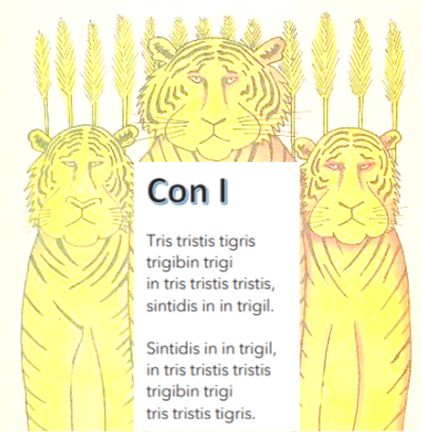 Con I
Tris tristis tigris
trigibin trigi
in tris tristis tristis,
sintidis in in trigil.
Sintidis in in trigil,
in tris tristis tristis
trigibin trigi
tris tristis tigris.